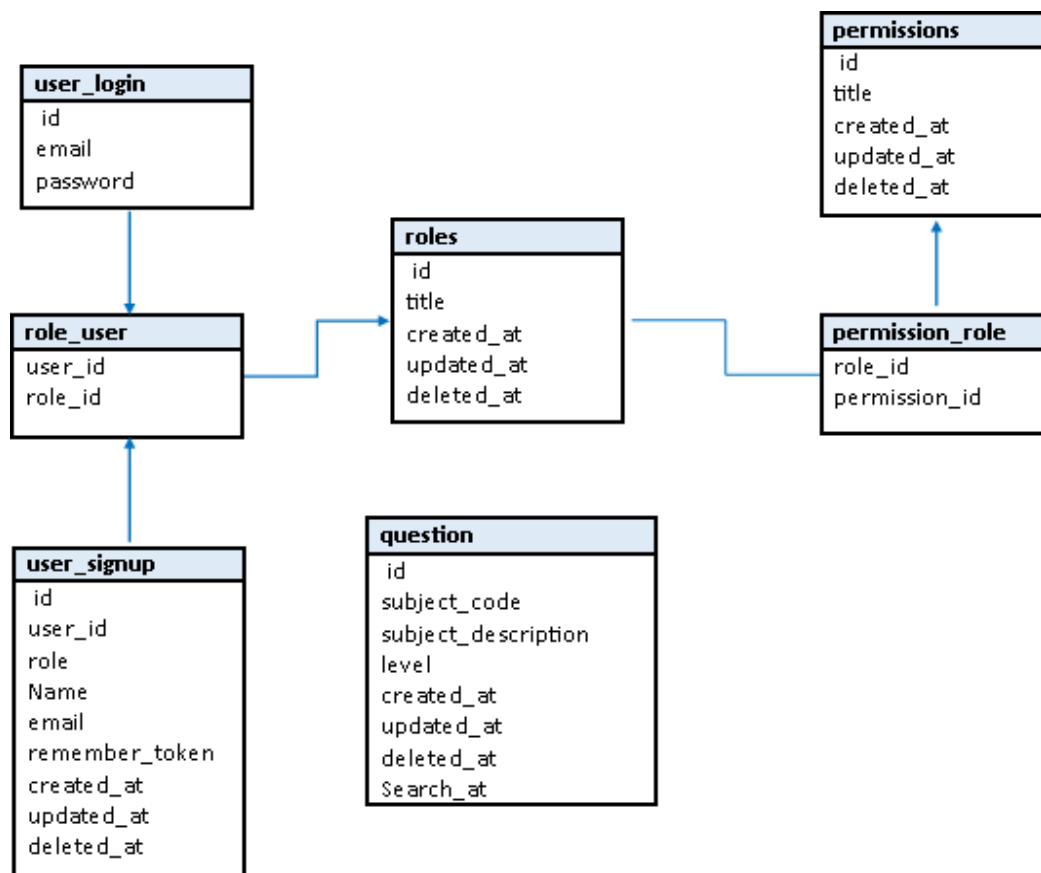 user_login
id
email
password
role_user
user_id
role_id
user_signup
id
user_id
role
Name
email
remember_token
created_at
updated_at
deleted_at
roles
id
title
created_at
updated_at
deleted_at
question
id
subject_code
subject_description
level
created_at
updated_at
deleted_at
Search_at
permissions
id
title
created_at
updated_at
deleted_at
permission_role
role_id
permission_id